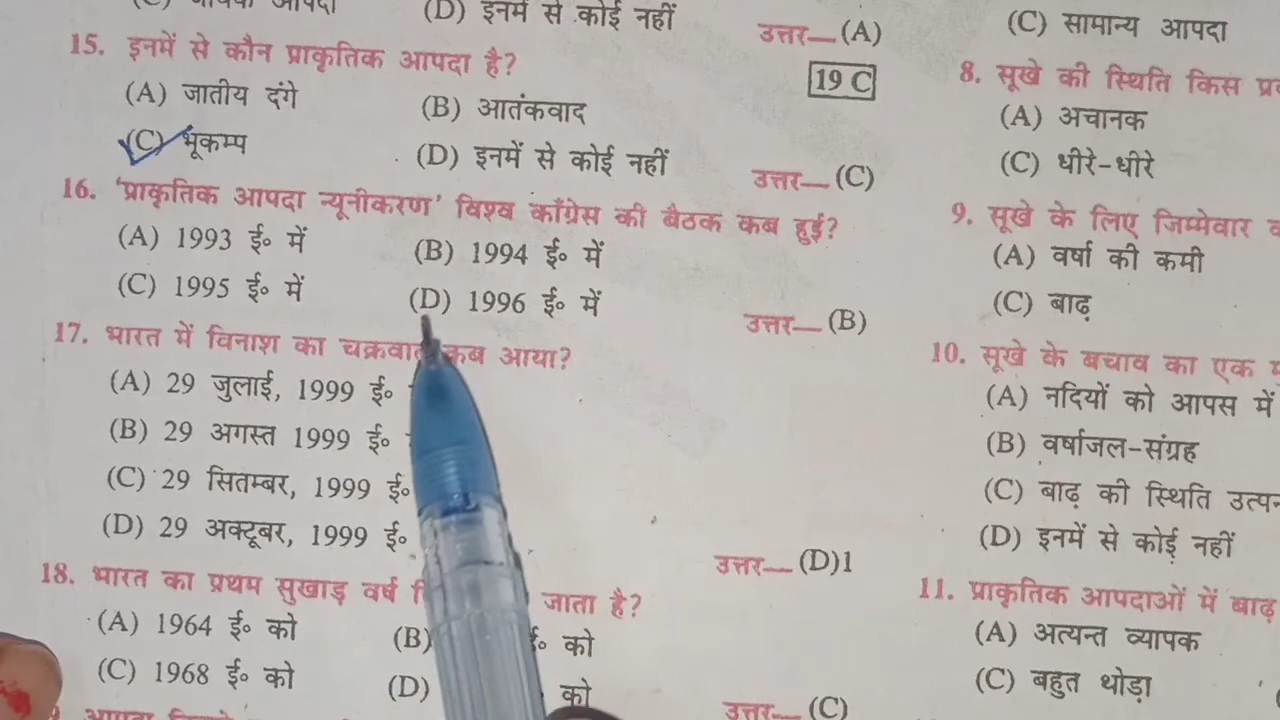 (D) इनमें से कोई नहीं
उत्तर—(A)
15. इनमें से कौन प्राकृतिक आपदा है?
19 C
(A) जातीय दंगे (B) आतंकवाद
(C) भूकम्प (D) इनमें से कोई नहीं
उत्तर—(C)
16. 'प्राकृतिक आपदा न्यूनीकरण' विश्व काँग्रेस की बैठक कब हुई?
(A) 1993 ई० में (B) 1994 ई० में
(C) 1995 ई० में (D) 1996 ई० में
उत्तर—(B)
17. भारत में विनाश का चक्रवात कब आया?
(A) 29 जुलाई, 1999 ई०
(B) 29 अगस्त 1999 ई०
(C) 29 सितम्बर, 1999 ई०
(D) 29 अक्टूबर, 1999 ई०
उत्तर—(D)1
18. भारत का प्रथम सुखाड़ वर्ष जाता है?
(A) 1964 ई० को (B) ई० को
(C) 1968 ई० को (D) को
उत्तर—(C)
(C) सामान्य आपदा
8. सूखे की स्थिति किस
(A) अचानक
(C) धीरे-धीरे
9. सूखे के लिए जिम्मेवार
(A) वर्षा की कमी
(C) बाढ़
10. सूखे के बचाव का एक
(A) नदियों को आपस में
(B) वर्षाजल-संग्रह
(C) बाढ़ की स्थिति
(D) इनमें से कोई नहीं
11. प्राकृतिक आपदाओं में बाढ़
(A) अत्यन्त व्यापक
(C) बहुत थोड़ा